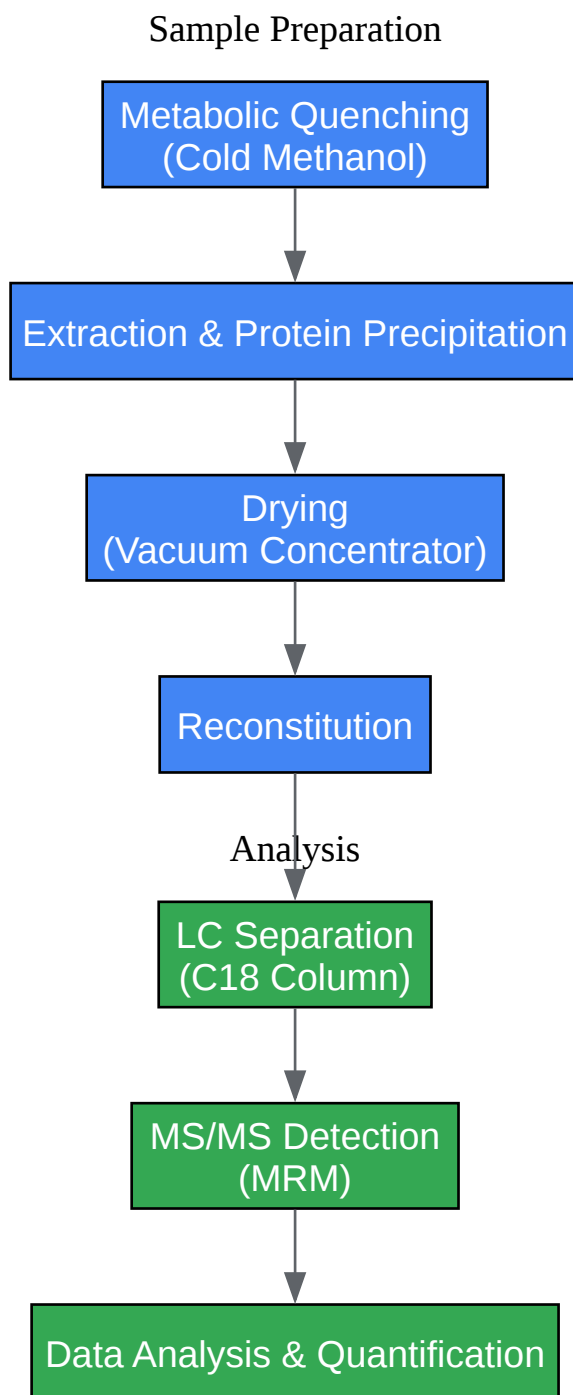 Sample Preparation
Metabolic Quenching
(Cold Methanol)
Extraction & Protein Precipitation
Drying
(Vacuum Concentrator)
Reconstitution
Analysis
LC Separation
(C18 Column)
MS/MS Detection
(MRM)
Data Analysis & Quantification